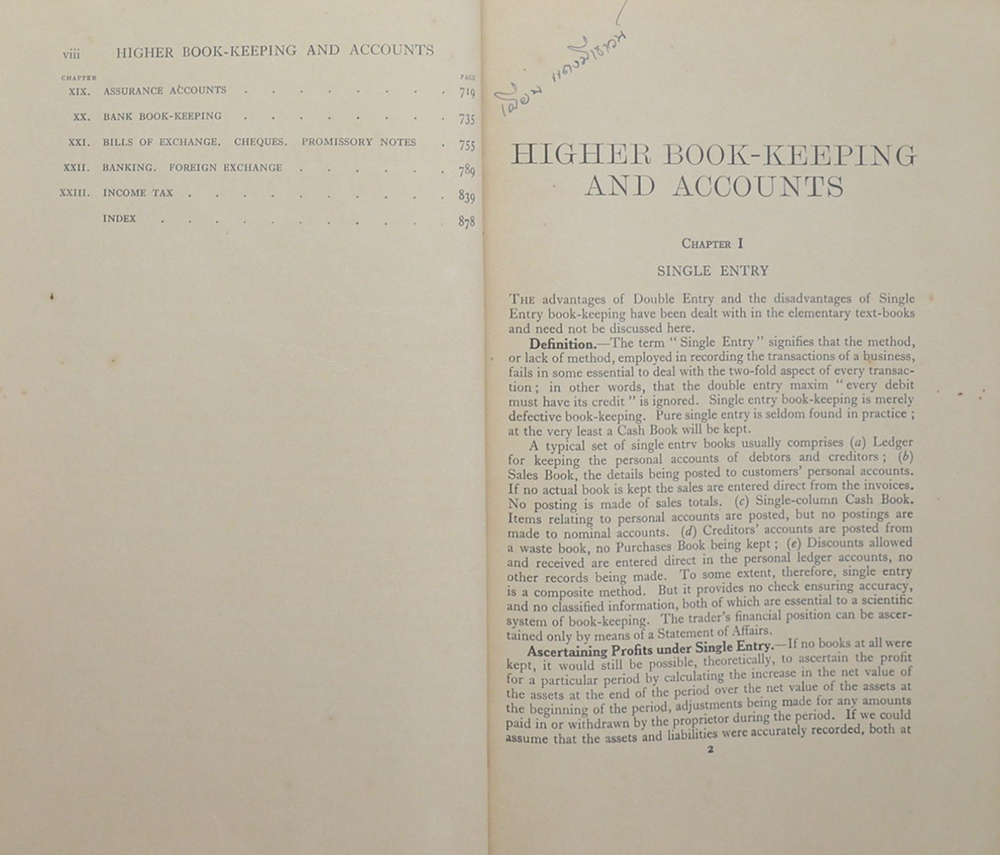 viii HIGHER BOOK-KEEPING AND ACCOUNTS
CHAPTER PAGE
XIX. ASSURANCE ACCOUNTS . . . . . . . . 719
XX. BANK BOOK-KEEPING . . . . . . . . 735
XXI. BILLS OF EXCHANGE. CHEQUES. PROMISSORY NOTES . 755
XXII. BANKING. FOREIGN EXCHANGE . . . . . . 789
XXIII. INCOME TAX . . . . . . . . . . 839
INDEX . . . . . . . . . . . 878
HIGHER BOOK-KEEPING
AND ACCOUNTS
CHAPTER I
SINGLE ENTRY
THE advantages of Double Entry and the disadvantages of Single
Entry book-keeping have been dealt with in the elementary text-books
and need not be discussed here.
Definition.—The term “ Single Entry ” signifies that the method,
or lack of method, employed in recording the transactions of a business,
fails in some essential to deal with the two-fold aspect of every transac-
tion ; in other words, that the double entry maxim “ every debit
must have its credit ” is ignored. Single entry book-keeping is merely
defective book-keeping. Pure single entry is seldom found in practice ;
at the very least a Cash Book will be kept.
A typical set of single entry books usually comprises (a) Ledger
for keeping the personal accounts of debtors and creditors ; (b)
Sales Book, the details being posted to customers’ personal accounts.
If no actual book is kept the sales are entered direct from the invoices.
No posting is made of sales totals. (c) Single-column Cash Book.
Items relating to personal accounts are posted, but no postings are
made to nominal accounts. (d) Creditors’ accounts are posted from
a waste book, no Purchases Book being kept ; (e) Discounts allowed
and received are entered direct in the personal ledger accounts, no
other records being made. To some extent, therefore, single entry
is a composite method. But it provides no check ensuring accuracy,
and no classified information, both of which are essential to a scientific
system of book-keeping. The trader’s financial position can be ascer-
tained only by means of a Statement of Affairs.
Ascertaining Profits under Single Entry.—If no books at all were
kept, it would still be possible, theoretically, to ascertain the profit
for a particular period by calculating the increase in the net value of
the assets at the end of the period over the net value of the assets at
the beginning of the period, adjustments being made for any amounts
paid in or withdrawn by the proprietor during the period. If we could
assume that the assets and liabilities were accurately recorded, both at
2